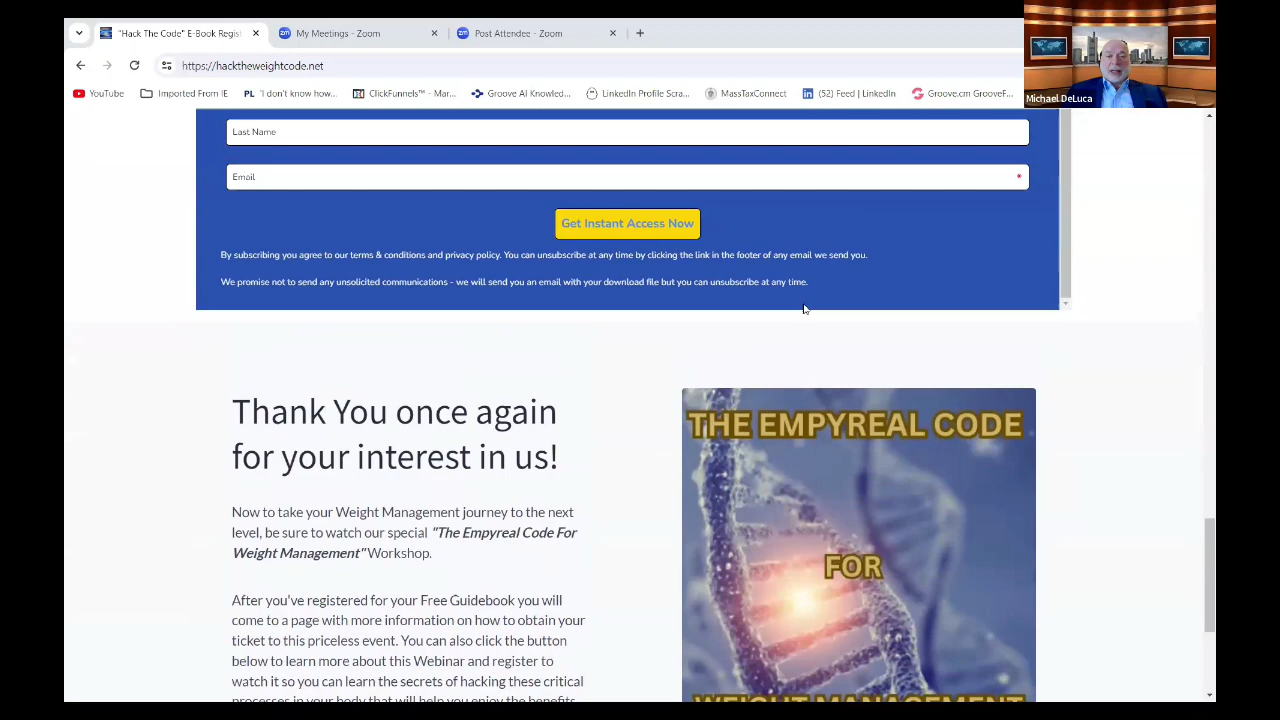 "Hack The Code" E-Book Regist
My Meetings - Zoom
Post Attendee - Zoom
https://hacktheweightcode.net
YouTube
Imported From IE
PL "I don't know how...
ClickFunnels™ - Mar...
Groove AI Knowled...
LinkedIn Profile Scra...
MassTaxConnect
(52) Feed | LinkedIn
Groove.cm GrooveF...
Michael DeLuca
Last Name
Email *
Get Instant Access Now
By subscribing you agree to our terms & conditions and privacy policy. You can unsubscribe at any time by clicking the link in the footer of any email we send you.
We promise not to send any unsolicited communications - we will send you an email with your download file but you can unsubscribe at any time.
Thank You once again
for your interest in us!
Now to take your Weight Management journey to the next
level, be sure to watch our special "The Empyreal Code For
Weight Management" Workshop.
After you've registered for your Free Guidebook you will
come to a page with more information on how to obtain your
ticket to this priceless event. You can also click the button
below to learn more about this Webinar and register to
watch it so you can learn the secrets of hacking these critical
processes in your body that will help you enjoy the benefits
THE EMPYREAL CODE
FOR
WEIGHT MANAGEMENT